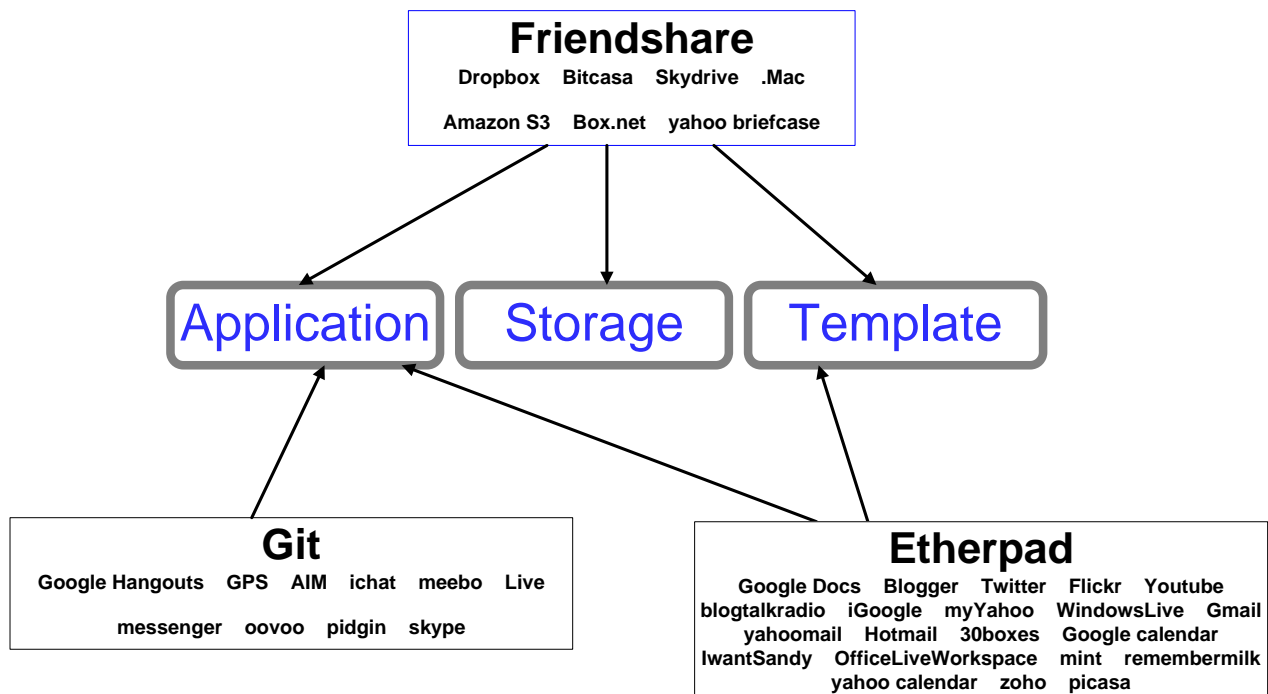 Friendshare
Dropbox Bitcasa Skydrive .Mac
Amazon S3 Box.net yahoo briefcase
Application
Storage
Template
Git
Google Hangouts GPS AIM ichat meebo Live
messenger oovoo pidgin skype
Etherpad
Google Docs Blogger Twitter Flickr Youtube
blogtalkradio iGoogle myYahoo WindowsLive Gmail
yahoomail Hotmail 30boxes Google calendar
IwantSandy OfficeLiveWorkspace mint remembermilk
yahoo calendar zoho picasa